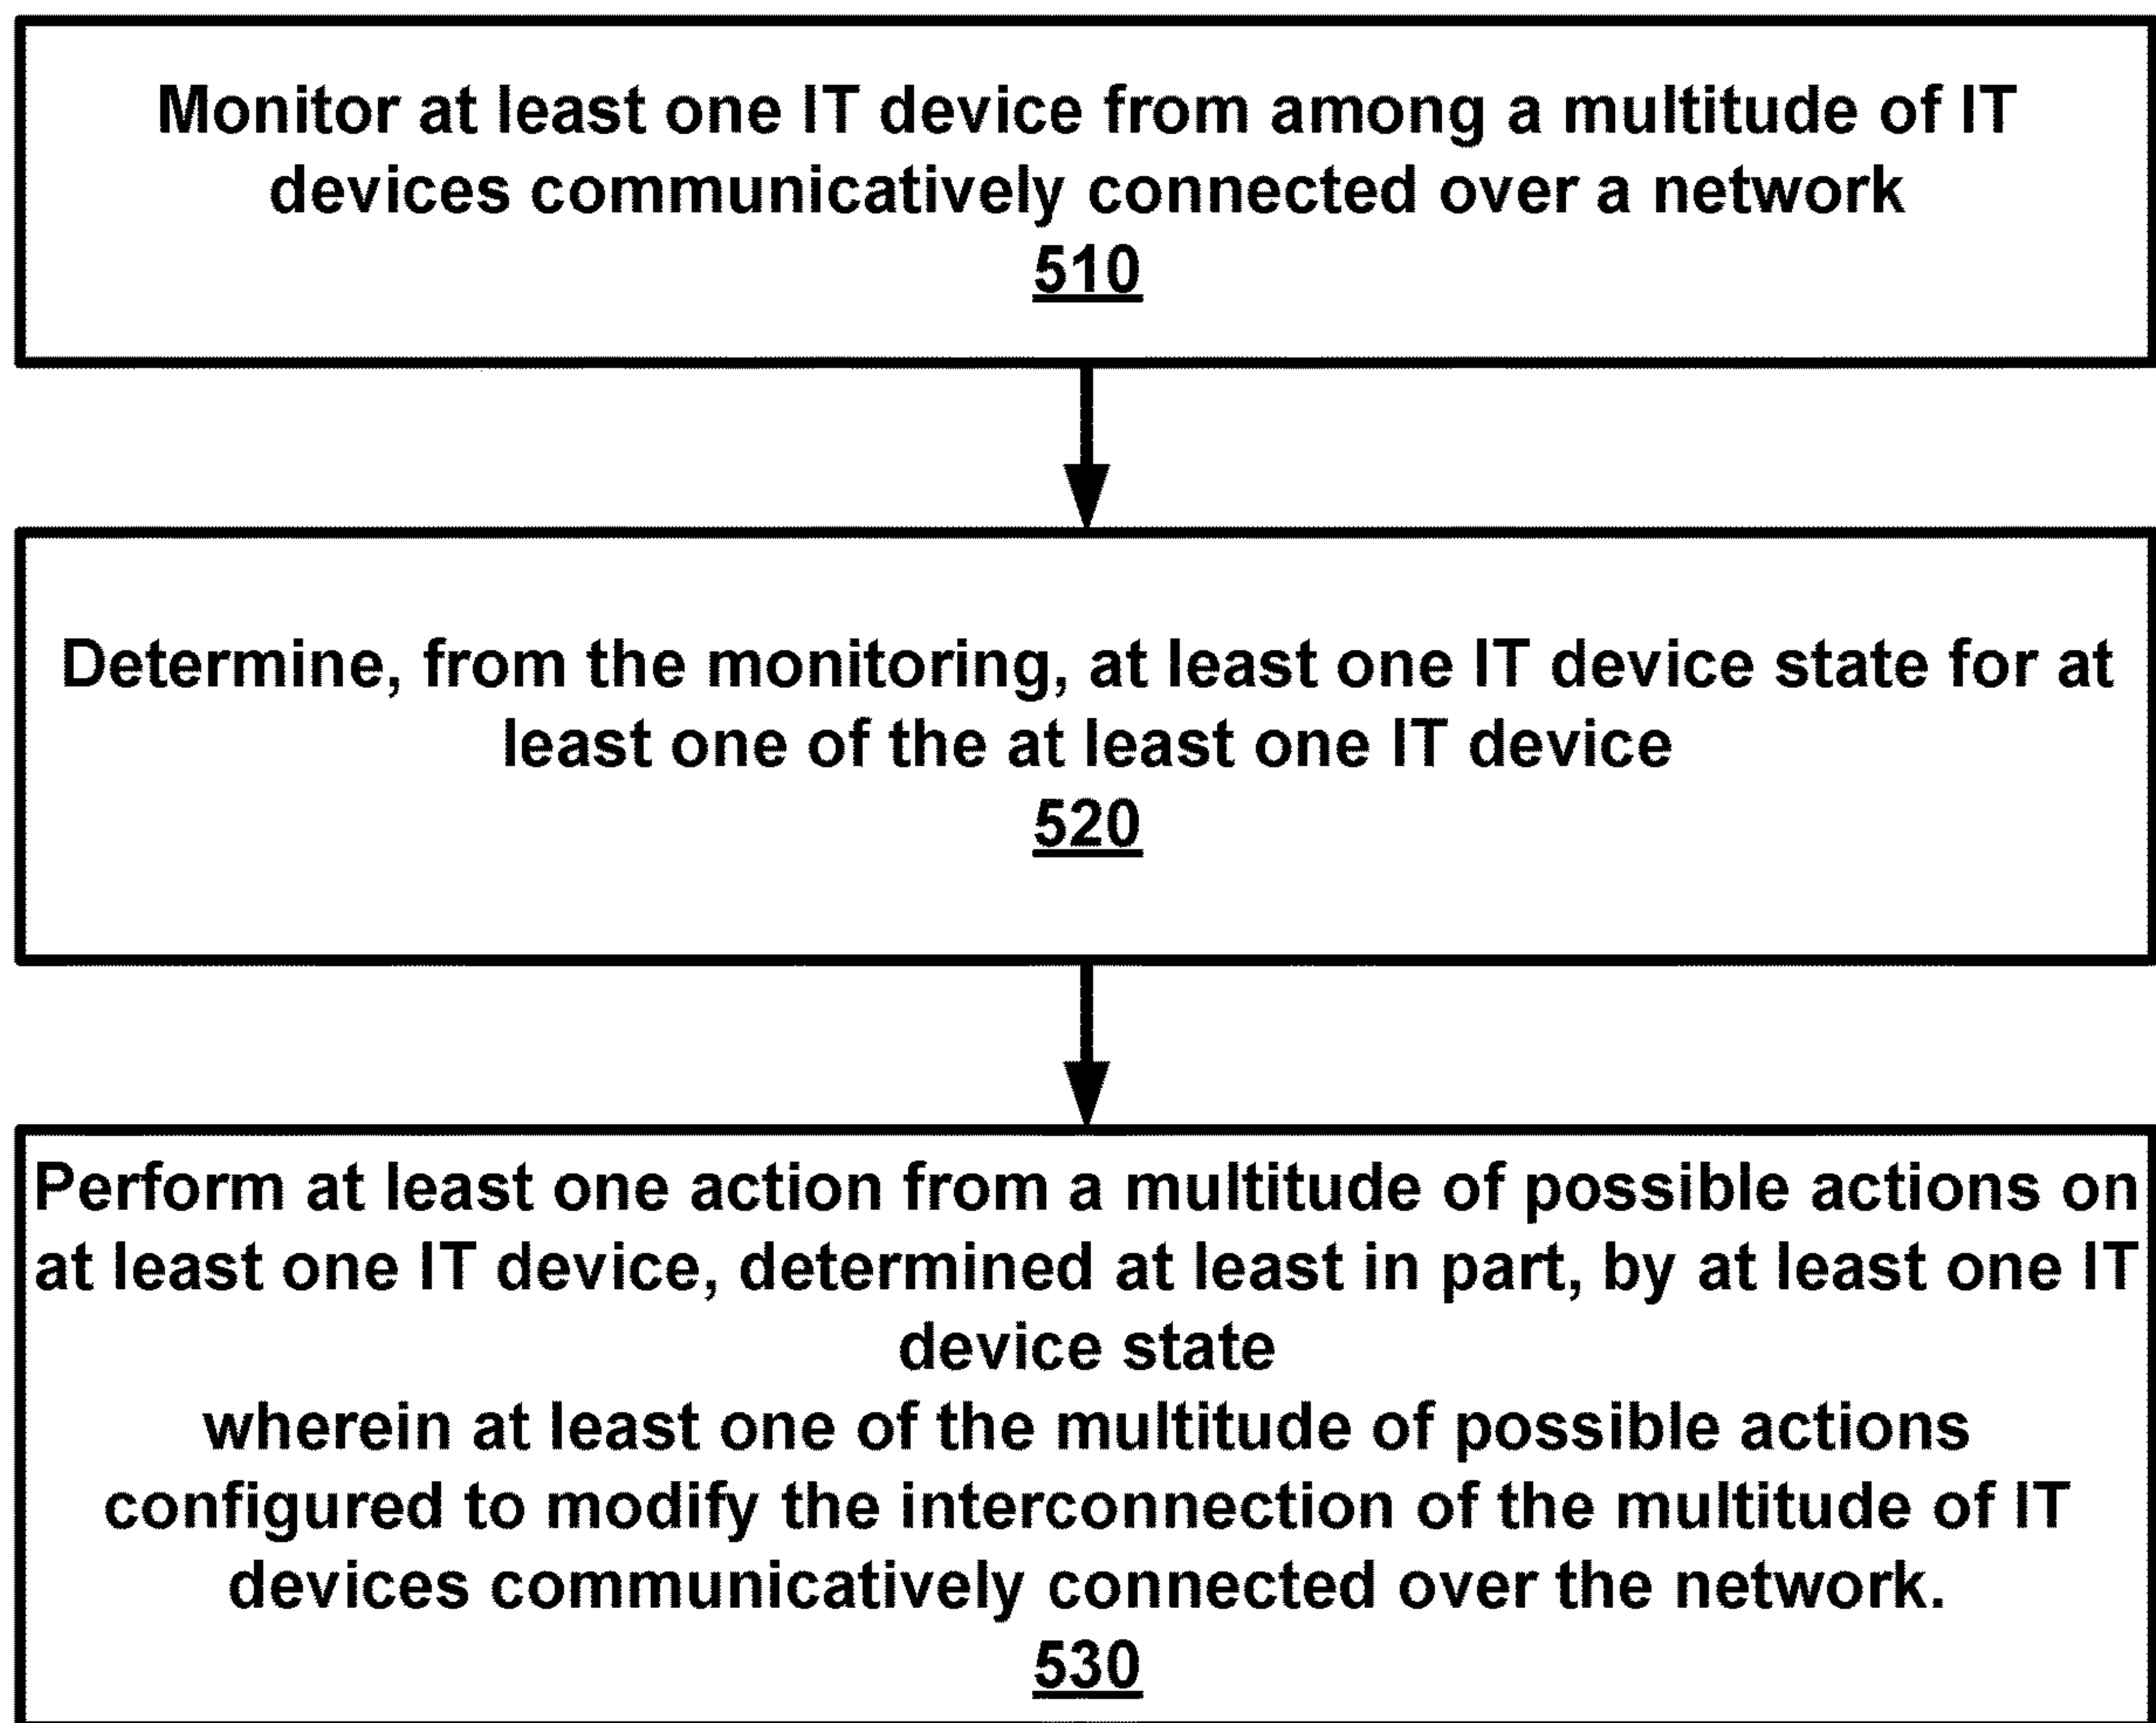 Monitor at least one IT device from among a multitude of IT
devices communicatively connected over a network
510
Determine, from the monitoring, at least one IT device state for at
least one of the at least one IT device
520
Perform at least one action from a multitude of possible actions on
at least one IT device, determined at least in part, by at least one IT
device state
wherein at least one of the multitude of possible actions
configured to modify the interconnection of the multitude of IT
devices communicatively connected over the network.
530